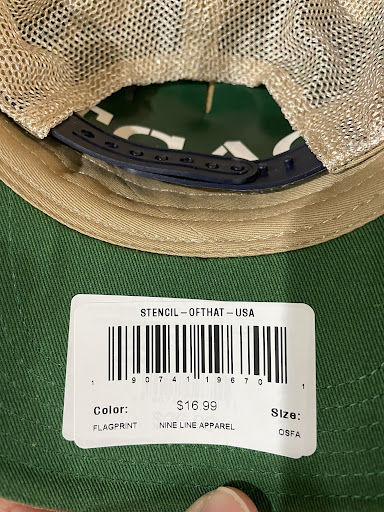 STENCIL-OFTHAT-USA
1 90741 19670 1
Color: $16.99 Size:
FLAGPRINT NINE LINE APPAREL OSFA